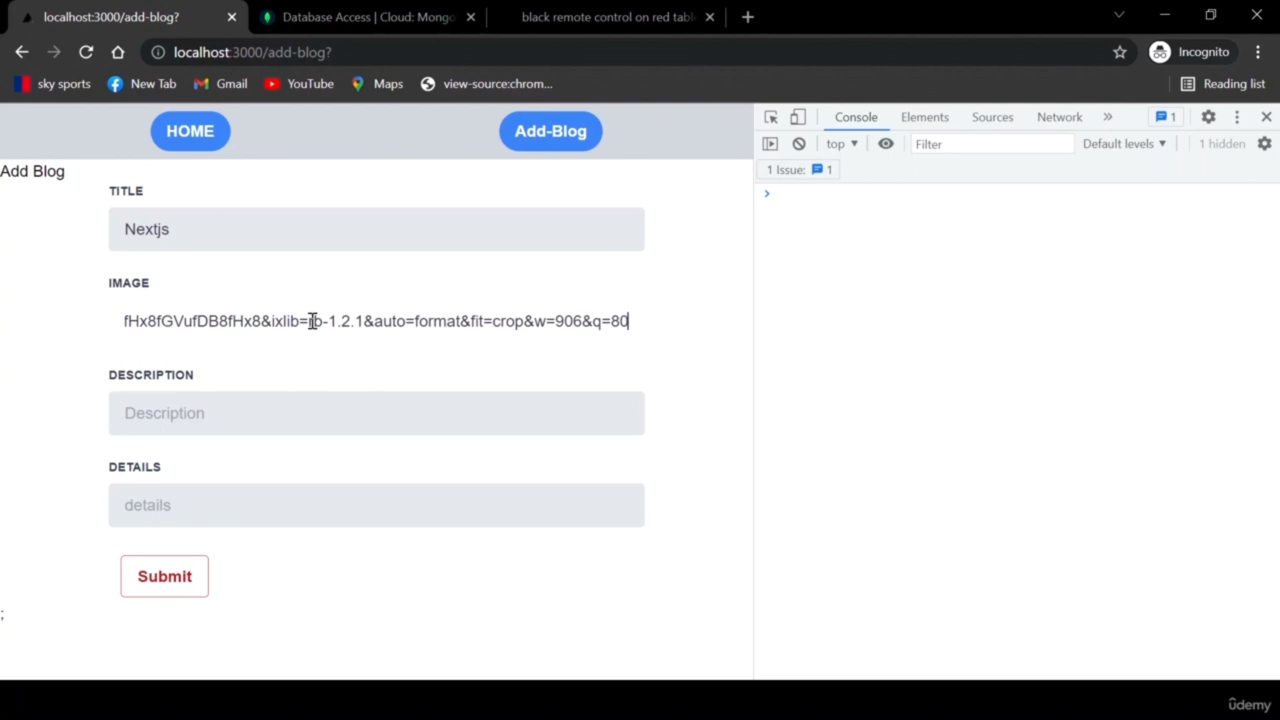 localhost:3000/add-blog?
Database Access | Cloud: Mongo
black remote control on red table
localhost:3000/add-blog?
Incognito
sky sports
New Tab
Gmail
YouTube
Maps
view-source:chrom...
Reading list
HOME
Add-Blog
Console
Elements
Sources
Network
1
top
Filter
Default levels
1 hidden
1 Issue:
1
Add Blog
TITLE
Nextjs
IMAGE
fHx8fGVufDB8fHx8&ixlib=rb-1.2.1&auto=format&fit=crop&w=906&q=80
DESCRIPTION
Description
DETAILS
details
Submit
;
ûdemy